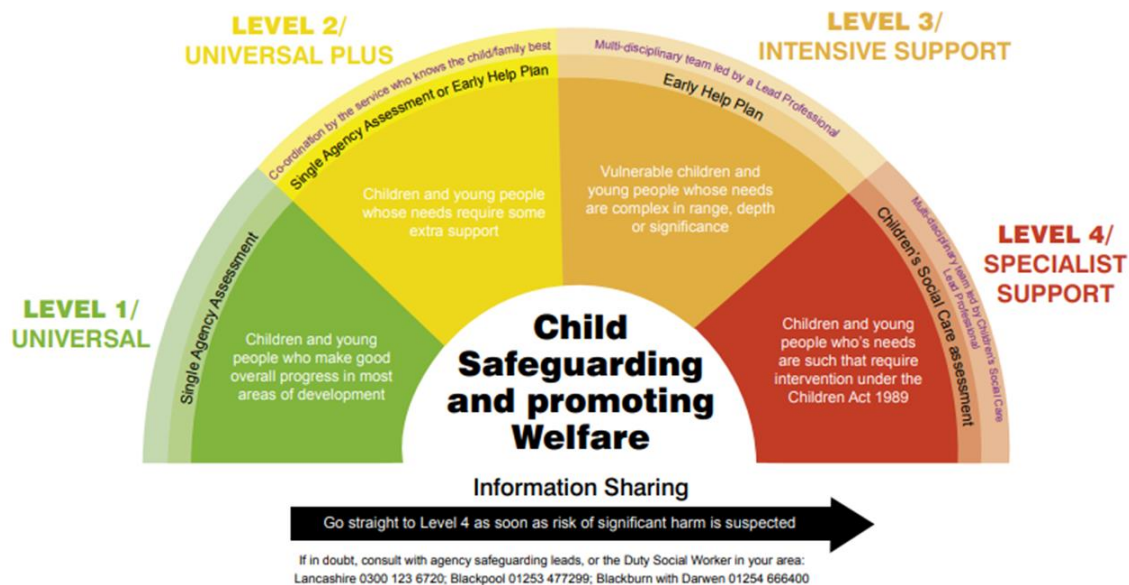 LEVEL 1/
UNIVERSAL
Single Agency Assessment
Children and young
people who make good
overall progress in most
areas of development
LEVEL 2/
UNIVERSAL PLUS
Co-ordination by the service who knows the child/family best
Single Agency Assessment or Early Help Plan
Children and young people
whose needs require some
extra support
LEVEL 3/
INTENSIVE SUPPORT
Multi-disciplinary team led by a Lead Professional
Early Help Plan
Vulnerable children and
young people whose needs
are complex in range, depth
or significance
LEVEL 4/
SPECIALIST
SUPPORT
Multi-disciplinary team led by Children's Social Care
Lead Professional
Children's Social Care assessment
Children and young
people who's needs
are such that require
intervention under the
Children Act 1989
Child
Safeguarding
and promoting
Welfare
Information Sharing
Go straight to Level 4 as soon as risk of significant harm is suspected
If in doubt, consult with agency safeguarding leads, or the Duty Social Worker in your area:
Lancashire 0300 123 6720; Blackpool 01253 477299; Blackburn with Darwen 01254 666400